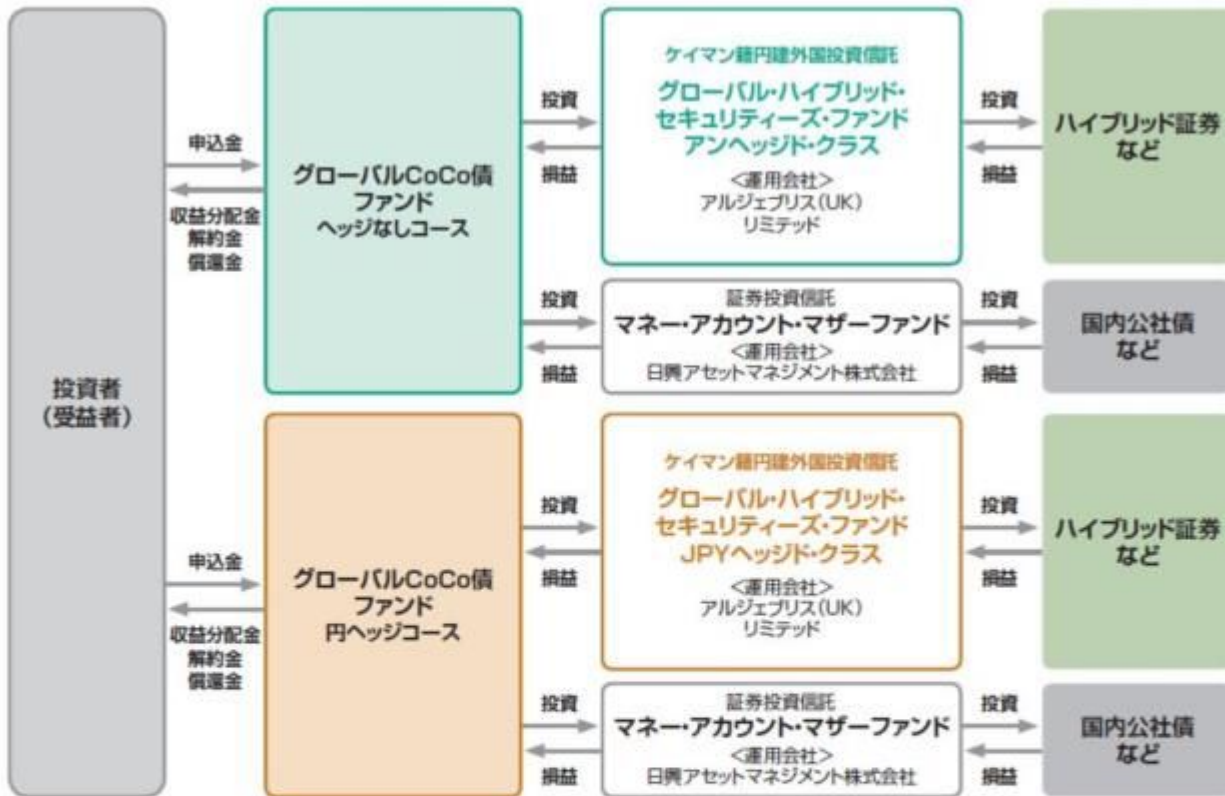 投資者
（受益者）
申込金
収益分配金
解約金
償還金
グローバルCoCo債
ファンド
ヘッジなしコース
投資
損益
ケイマン籍円建外国投資信託
グローバル・ハイブリッド・
セキュリティーズ・ファンド
アンヘッジド・クラス
＜運用会社＞
アルジェブリス(UK)
リミテッド
投資
損益
ハイブリッド証券
など
投資
損益
証券投資信託
マネー・アカウント・マザーファンド
＜運用会社＞
日興アセットマネジメント株式会社
投資
損益
国内公社債
など
申込金
収益分配金
解約金
償還金
グローバルCoCo債
ファンド
円ヘッジコース
投資
損益
ケイマン籍円建外国投資信託
グローバル・ハイブリッド・
セキュリティーズ・ファンド
JPYヘッジド・クラス
＜運用会社＞
アルジェブリス(UK)
リミテッド
投資
損益
ハイブリッド証券
など
投資
損益
証券投資信託
マネー・アカウント・マザーファンド
＜運用会社＞
日興アセットマネジメント株式会社
投資
損益
国内公社債
など